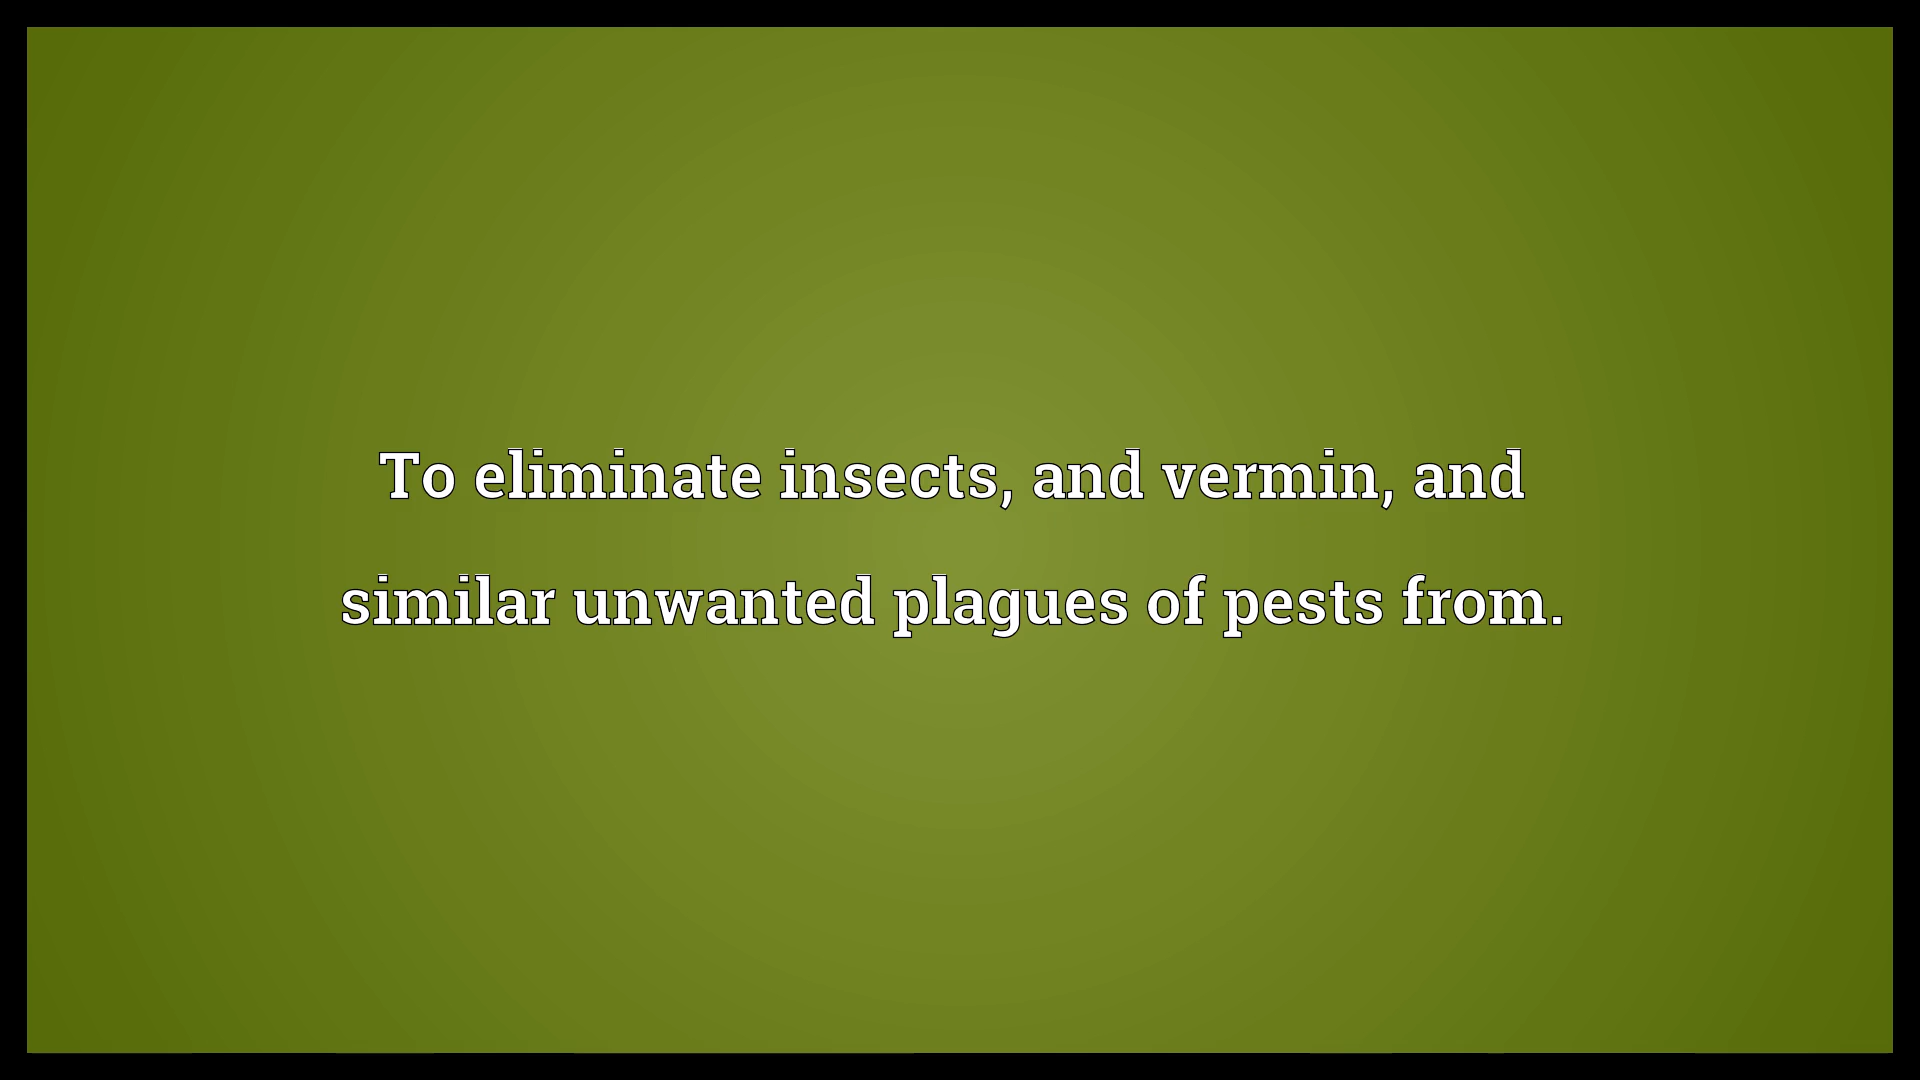 To eliminate insects, and vermin, and
similar unwanted plagues of pests from.